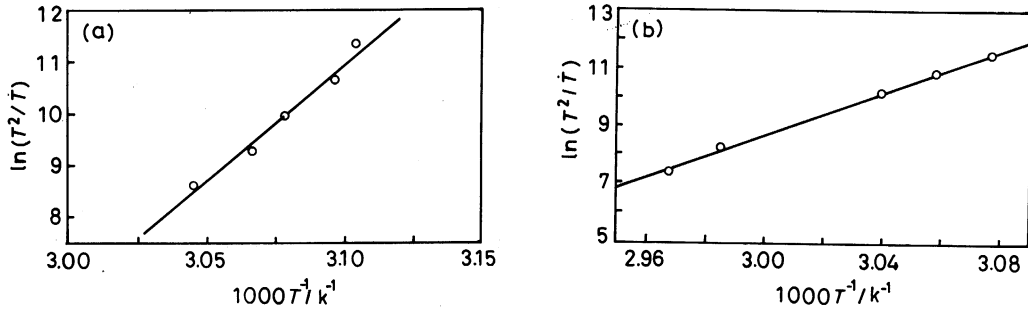 (a)
12
11
10
9
8
ln(T²/Ṫ)
3.00 3.05 3.10 3.15
1000T⁻¹/k⁻¹
(b)
13
11
9
7
5
ln(T²/Ṫ)
2.96 3.00 3.04 3.08
1000T⁻¹/k⁻¹